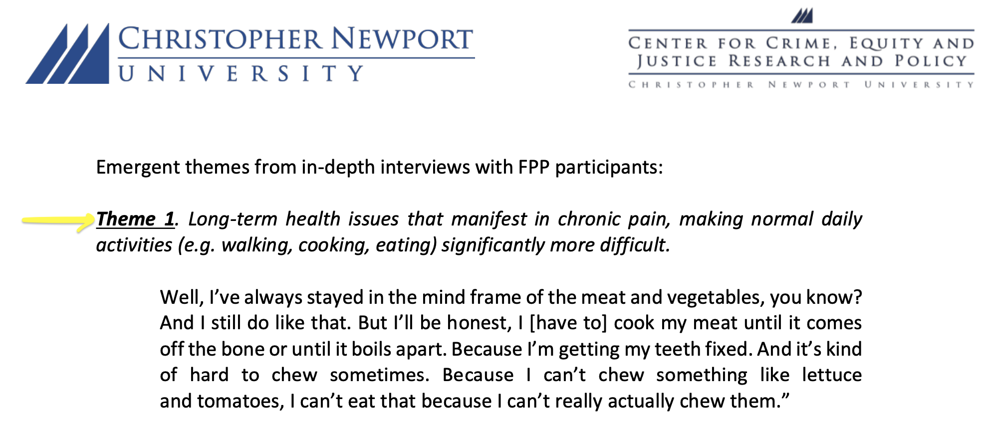 CHRISTOPHER NEWPORT
UNIVERSITY
CENTER FOR CRIME, EQUITY AND
JUSTICE RESEARCH AND POLICY
CHRISTOPHER NEWPORT UNIVERSITY
Emergent themes from in-depth interviews with FPP participants:
Theme 1. Long-term health issues that manifest in chronic pain, making normal daily
activities (e.g. walking, cooking, eating) significantly more difficult.
Well, I’ve always stayed in the mind frame of the meat and vegetables, you know?
And I still do like that. But I’ll be honest, I [have to] cook my meat until it comes
off the bone or until it boils apart. Because I’m getting my teeth fixed. And it’s kind
of hard to chew sometimes. Because I can’t chew something like lettuce
and tomatoes, I can’t eat that because I can’t really actually chew them.”